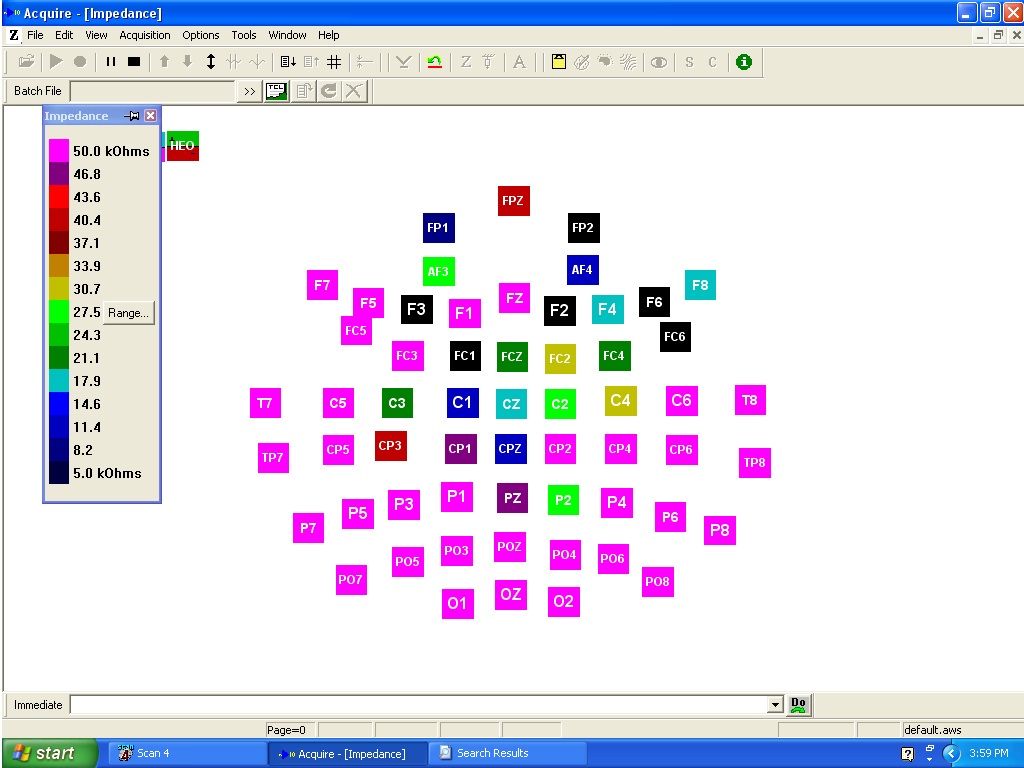 Acquire - [Impedance]
Z File Edit View Acquisition Options Tools Window Help
Z A S C i
Batch File >> TCL
Impedance
50.0 kOhms
46.8
43.6
40.4
37.1
33.9
30.7
27.5 Range...
24.3
21.1
17.9
14.6
11.4
8.2
5.0 kOhms
HEO
FPZ
FP1 FP2
AF3 AF4
F7 F5 F3 F1 FZ F2 F4 F6 F8
FC5 FC3 FC1 FCZ FC2 FC4 FC6
T7 C5 C3 C1 CZ C2 C4 C6 T8
TP7 CP5 CP3 CP1 CPZ CP2 CP4 CP6 TP8
P7 P5 P3 P1 PZ P2 P4 P6 P8
PO7 PO5 PO3 POZ PO4 PO6 PO8
O1 OZ O2
Immediate Do
Page=0 default.aws
start Scan 4 Acquire - [Impedance] Search Results ? 3:59 PM